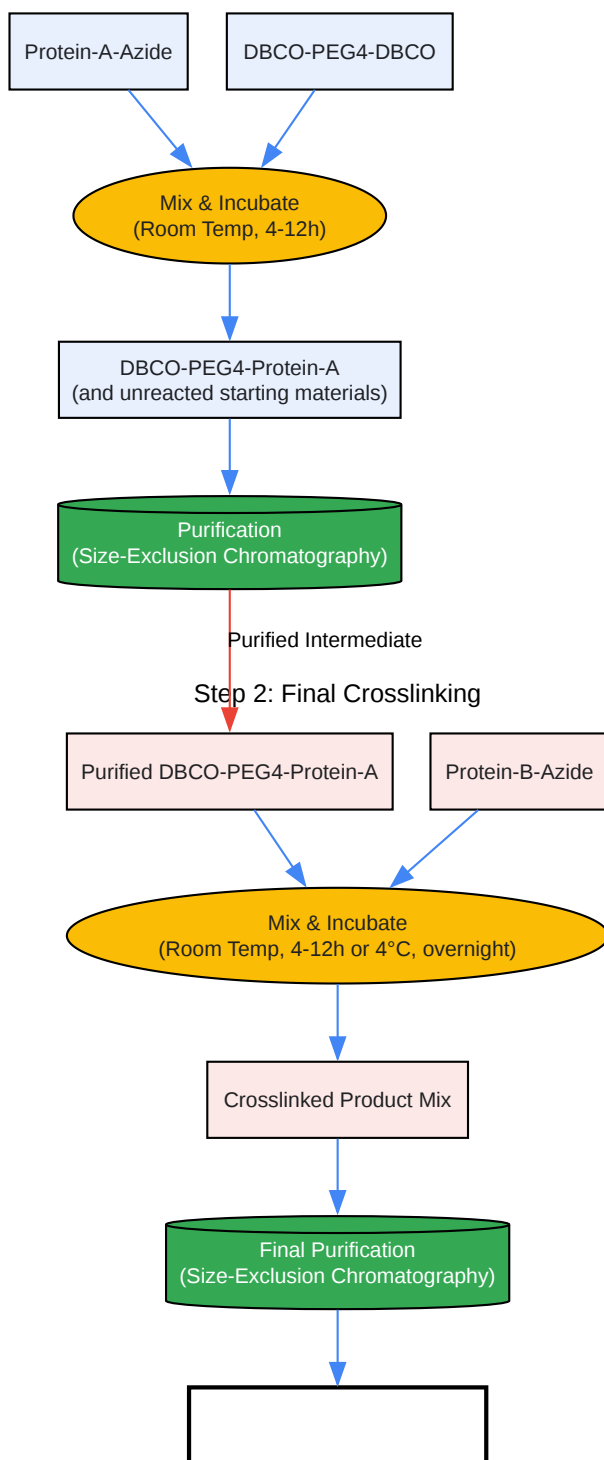 Protein-A-Azide
DBCO-PEG4-DBCO
Mix & Incubate
(Room Temp, 4-12h)
DBCO-PEG4-Protein-A
(and unreacted starting materials)
Purification
(Size-Exclusion Chromatography)
Purified Intermediate
Step 2: Final Crosslinking
Purified DBCO-PEG4-Protein-A
Protein-B-Azide
Mix & Incubate
(Room Temp, 4-12h or 4°C, overnight)
Crosslinked Product Mix
Final Purification
(Size-Exclusion Chromatography)